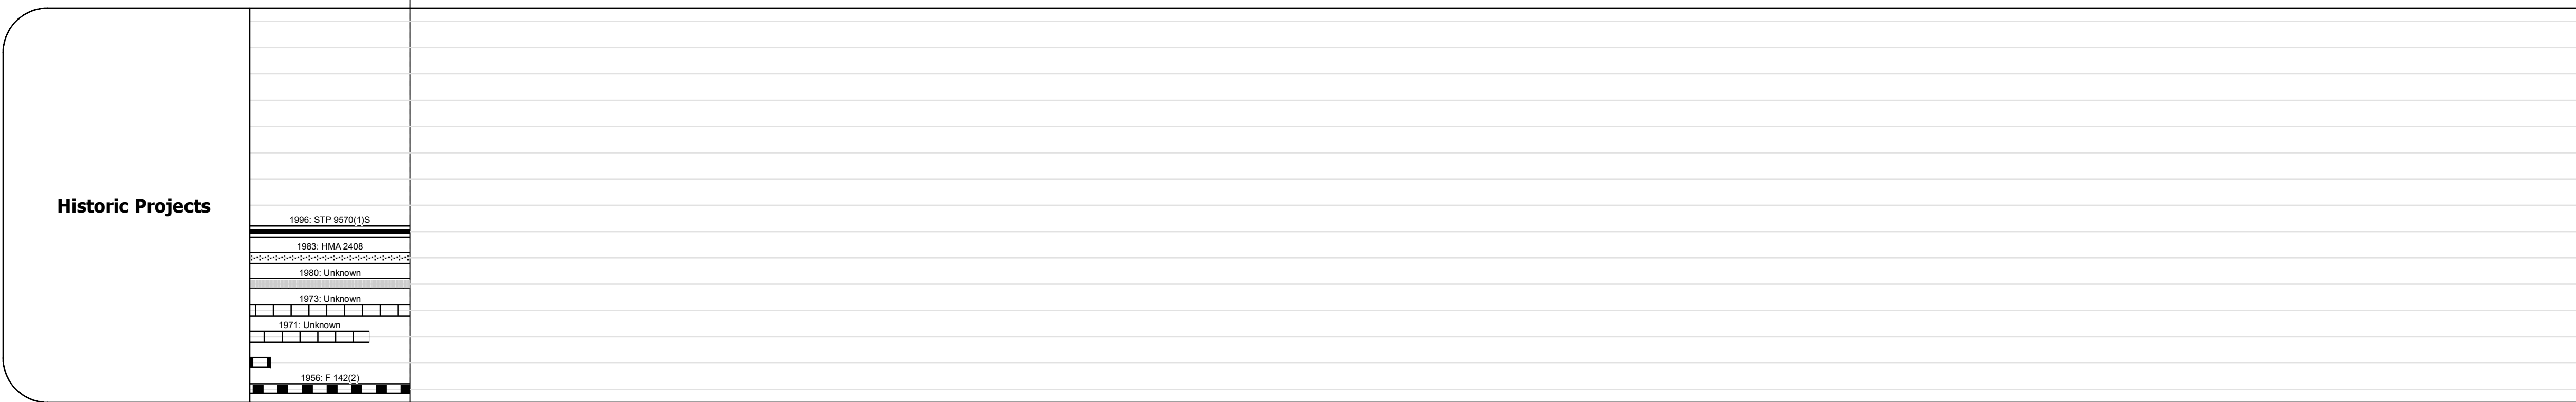 Historic Projects
1996: STP 9570(1)S
1983: HMA 2408
1980: Unknown
1973: Unknown
1971: Unknown
1956: F 142(2)